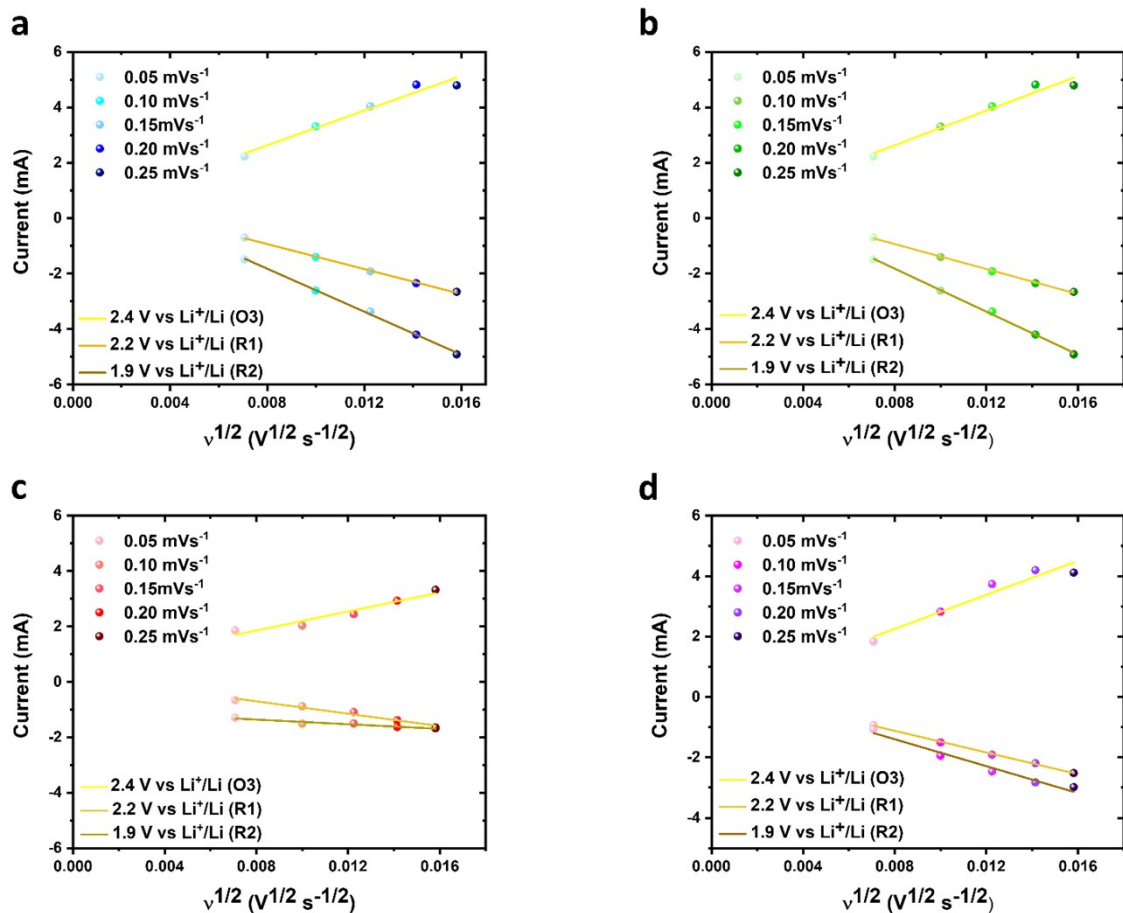 a
6
4
2
0
-2
-4
-6
Current (mA)
0.05 mVs⁻¹
0.10 mVs⁻¹
0.15mVs⁻¹
0.20 mVs⁻¹
0.25 mVs⁻¹
2.4 V vs Li⁺/Li (O3)
2.2 V vs Li⁺/Li (R1)
1.9 V vs Li⁺/Li (R2)
0.000 0.004 0.008 0.012 0.016
ν1/2 (V1/2 s-1/2)
b
6
4
2
0
-2
-4
-6
Current (mA)
0.05 mVs⁻¹
0.10 mVs⁻¹
0.15mVs⁻¹
0.20 mVs⁻¹
0.25 mVs⁻¹
2.4 V vs Li⁺/Li (O3)
2.2 V vs Li⁺/Li (R1)
1.9 V vs Li⁺/Li (R2)
0.000 0.004 0.008 0.012 0.016
ν1/2 (V1/2 s-1/2)
c
6
4
2
0
-2
-4
-6
Current (mA)
0.05 mVs⁻¹
0.10 mVs⁻¹
0.15mVs⁻¹
0.20 mVs⁻¹
0.25 mVs⁻¹
2.4 V vs Li⁺/Li (O3)
2.2 V vs Li⁺/Li (R1)
1.9 V vs Li⁺/Li (R2)
0.000 0.004 0.008 0.012 0.016
ν1/2 (V1/2 s-1/2)
d
6
4
2
0
-2
-4
Current (mA)
0.05 mVs⁻¹
0.10 mVs⁻¹
0.15mVs⁻¹
0.20 mVs⁻¹
0.25 mVs⁻¹
2.4 V vs Li⁺/Li (O3)
2.2 V vs Li⁺/Li (R1)
1.9 V vs Li⁺/Li (R2)
0.000 0.004 0.008 0.012 0.016
ν1/2 (V1/2 s-1/2)